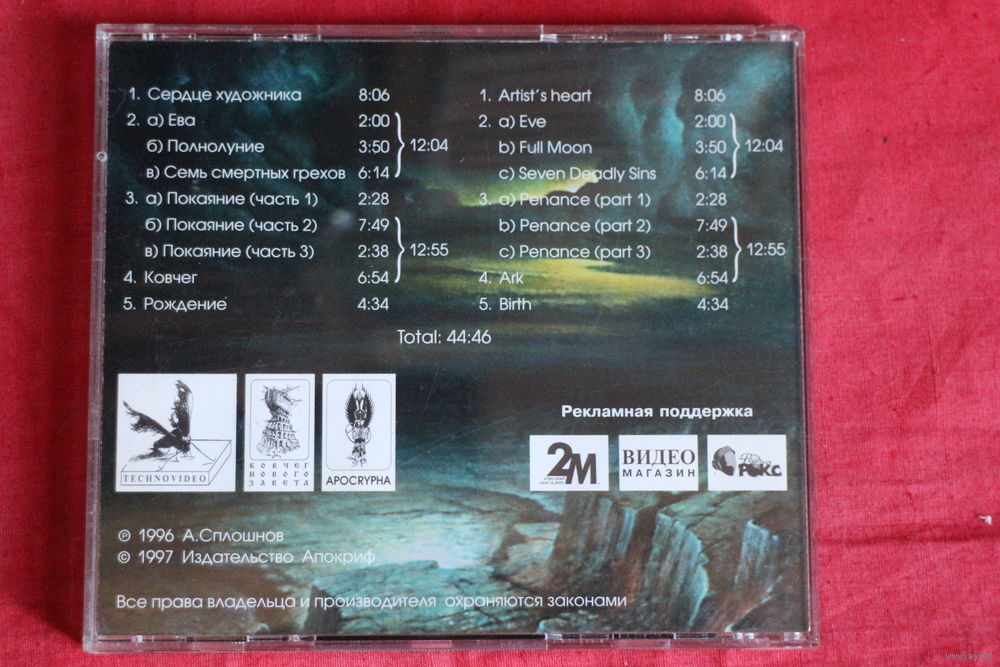 1. Сердце художника 8:06
2. а) Ева 2:00
б) Полнолуние 3:50 12:04
в) Семь смертных грехов 6:14
3. а) Покаяние (часть 1) 2:28
б) Покаяние (часть 2) 7:49
в) Покаяние (часть 3) 2:38 12:55
4. Ковчег 6:54
5. Рождение 4:34
1. Artist's heart 8:06
2. a) Eve 2:00
b) Full Moon 3:50 12:04
c) Seven Deadly Sins 6:14
3. a) Penance (part 1) 2:28
b) Penance (part 2) 7:49
c) Penance (part 3) 2:38 12:55
4. Ark 6:54
5. Birth 4:34
Total: 44:46
TECHNOVIDEO
КОВЧЕГ
НОВОГО
ЗАВЕТА
APOCRYPHA
Рекламная поддержка
2М
ВИДЕО
МАГАЗИН
Радио
РОКС
℗ 1996 А.Сплошнов
© 1997 Издательство Апокриф
Все права владельца и производителя охраняются законами